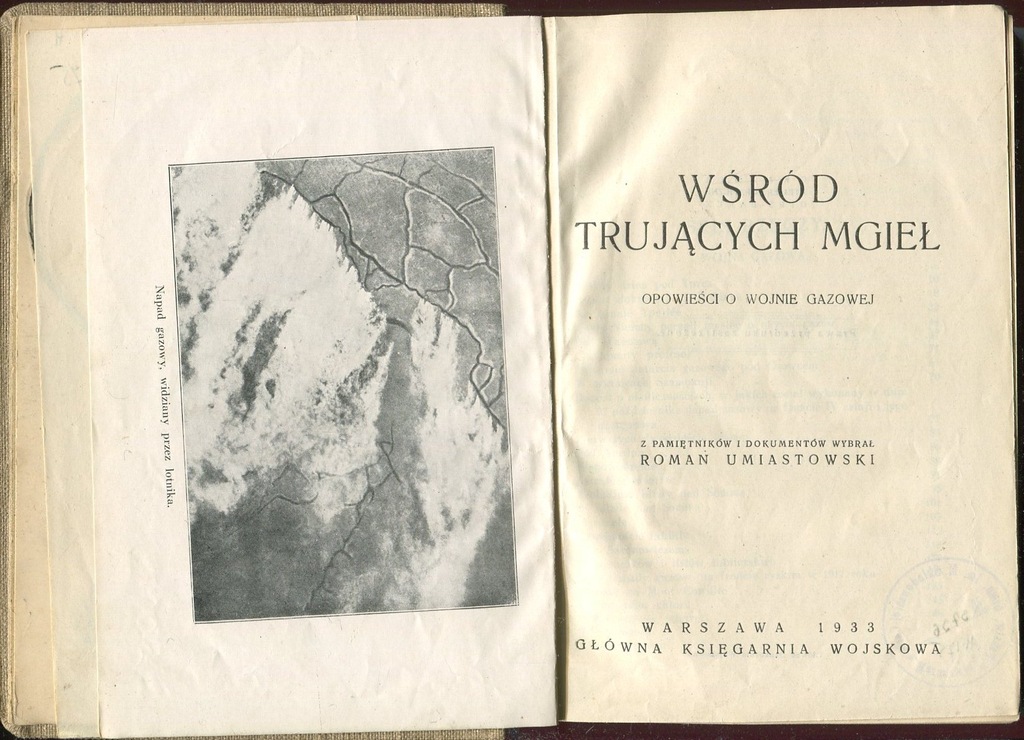 Napad gazowy, widziany przez lotnika.
WŚRÓD
TRUJĄCYCH MGIEŁ
OPOWIEŚCI O WOJNIE GAZOWEJ
Z PAMIĘTNIKÓW I DOKUMENTÓW WYBRAŁ
ROMAN UMIASTOWSKI
WARSZAWA 1933
GŁÓWNA KSIĘGARNIA WOJSKOWA